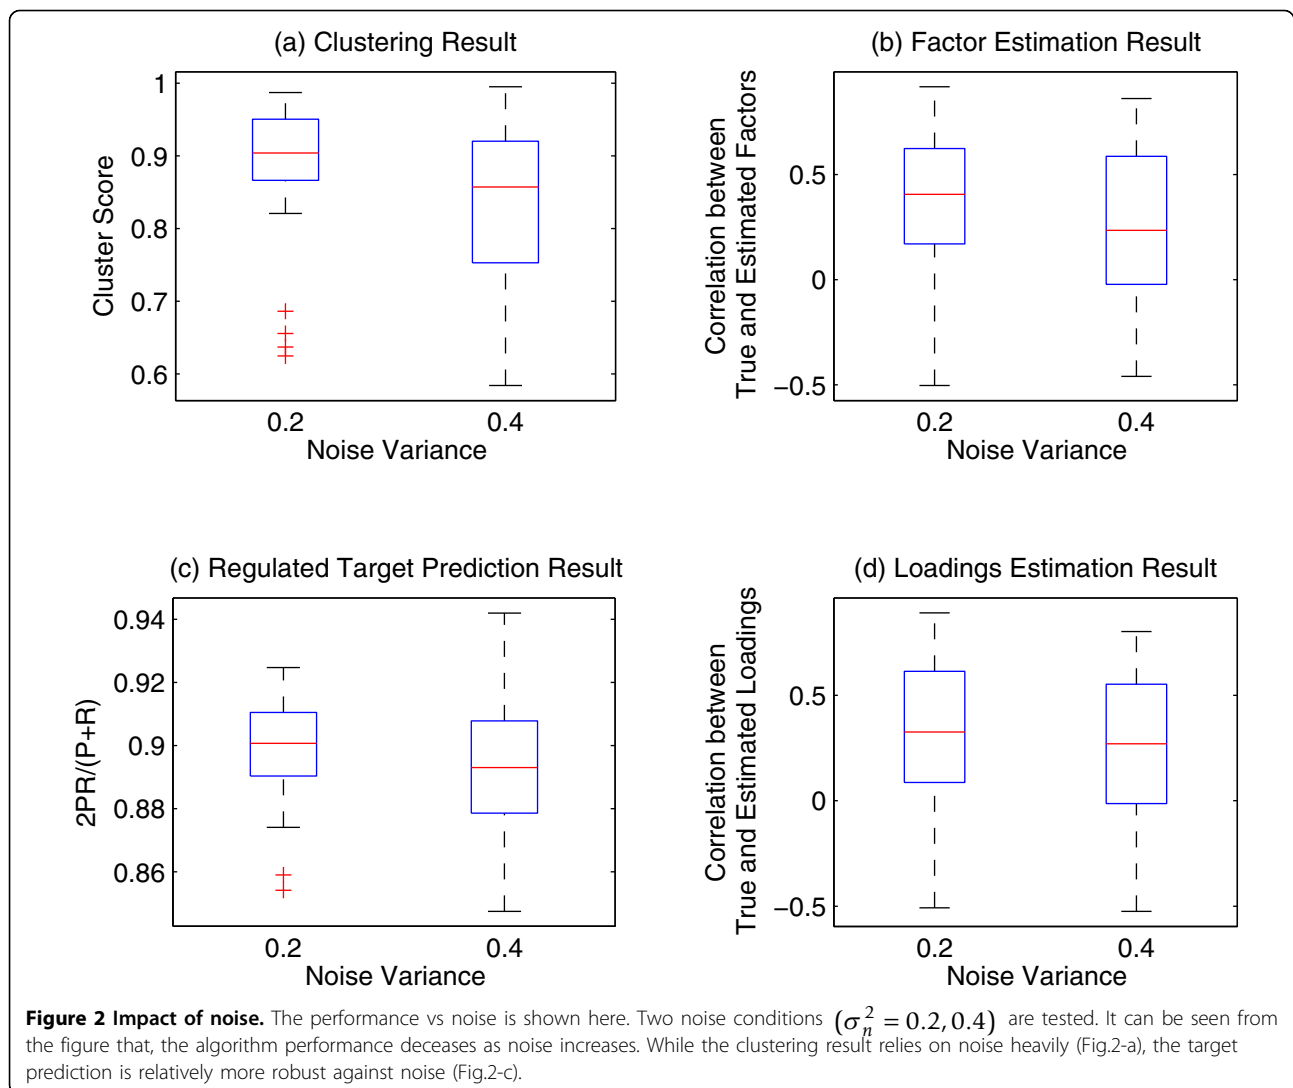 (a) Clustering Result
1
0.9
0.8
0.7
0.6
Cluster Score
0.2 0.4
Noise Variance
(b) Factor Estimation Result
0.5
0
−0.5
Correlation between
True and Estimated Factors
0.2 0.4
Noise Variance
(c) Regulated Target Prediction Result
0.94
0.92
0.9
0.88
0.86
2PR/(P+R)
0.2 0.4
Noise Variance
(d) Loadings Estimation Result
0.5
0
−0.5
Correlation between
True and Estimated Loadings
0.2 0.4
Noise Variance
Figure 2 Impact of noise. The performance vs noise is shown here. Two noise conditions (σₙ² = 0.2, 0.4) are tested. It can be seen from
the figure that, the algorithm performance deceases as noise increases. While the clustering result relies on noise heavily (Fig.2-a), the target
prediction is relatively more robust against noise (Fig.2-c).